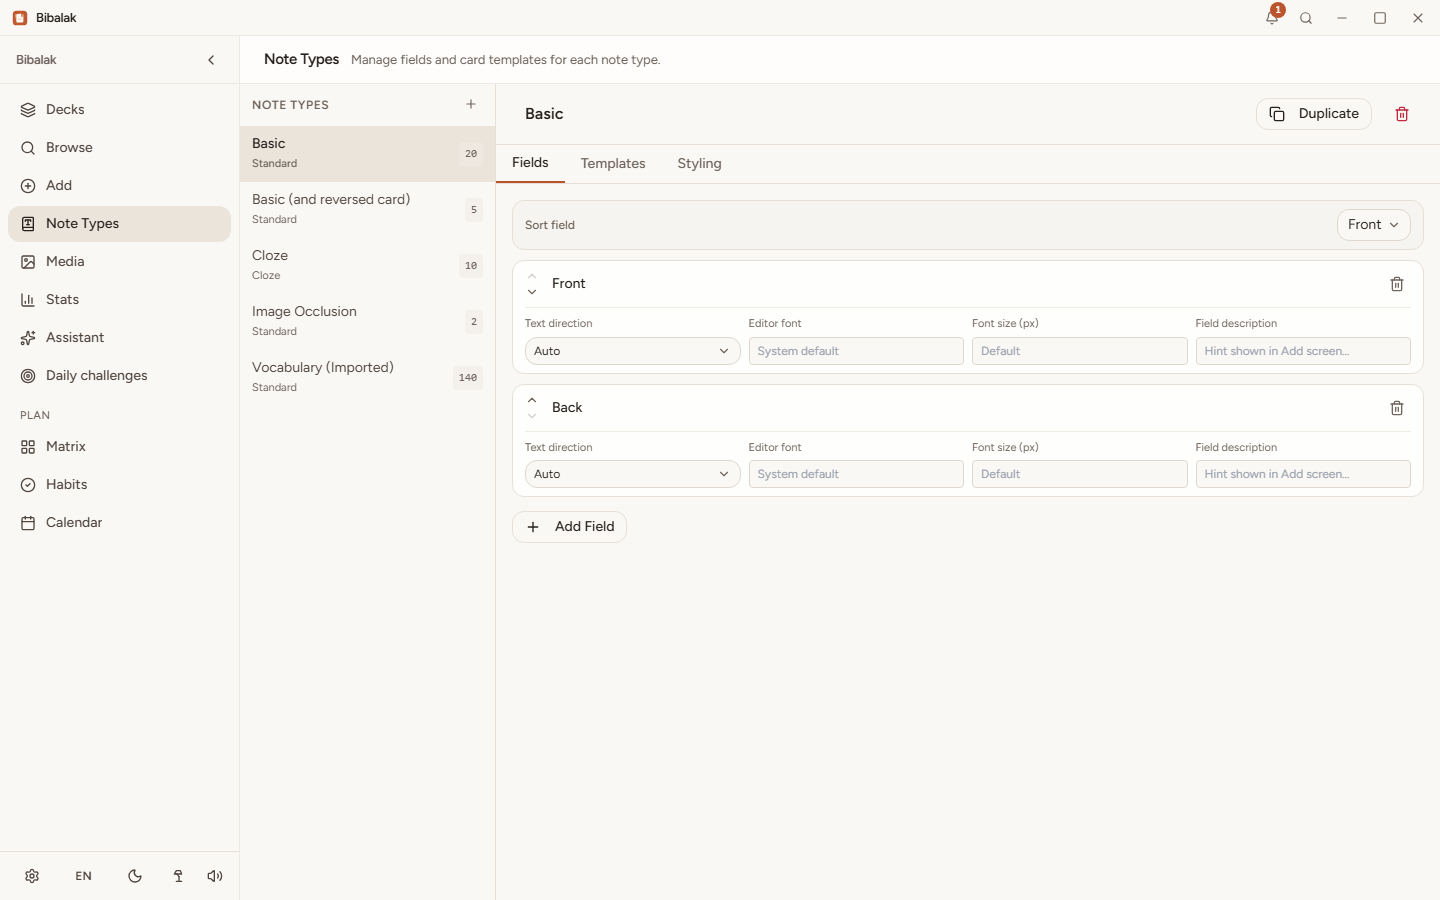 Bibalak
1
Bibalak
Note Types Manage fields and card templates for each note type.
Decks
Browse
Add
Note Types
Media
Stats
Assistant
Daily challenges
PLAN
Matrix
Habits
Calendar
EN
NOTE TYPES
Basic
Standard
20
Basic (and reversed card)
Standard
5
Cloze
Cloze
10
Image Occlusion
Standard
2
Vocabulary (Imported)
Standard
140
Basic
Duplicate
Fields Templates Styling
Sort field Front
Front
Text direction Editor font Font size (px) Field description
Auto System default Default Hint shown in Add screen...
Back
Text direction Editor font Font size (px) Field description
Auto System default Default Hint shown in Add screen...
Add Field